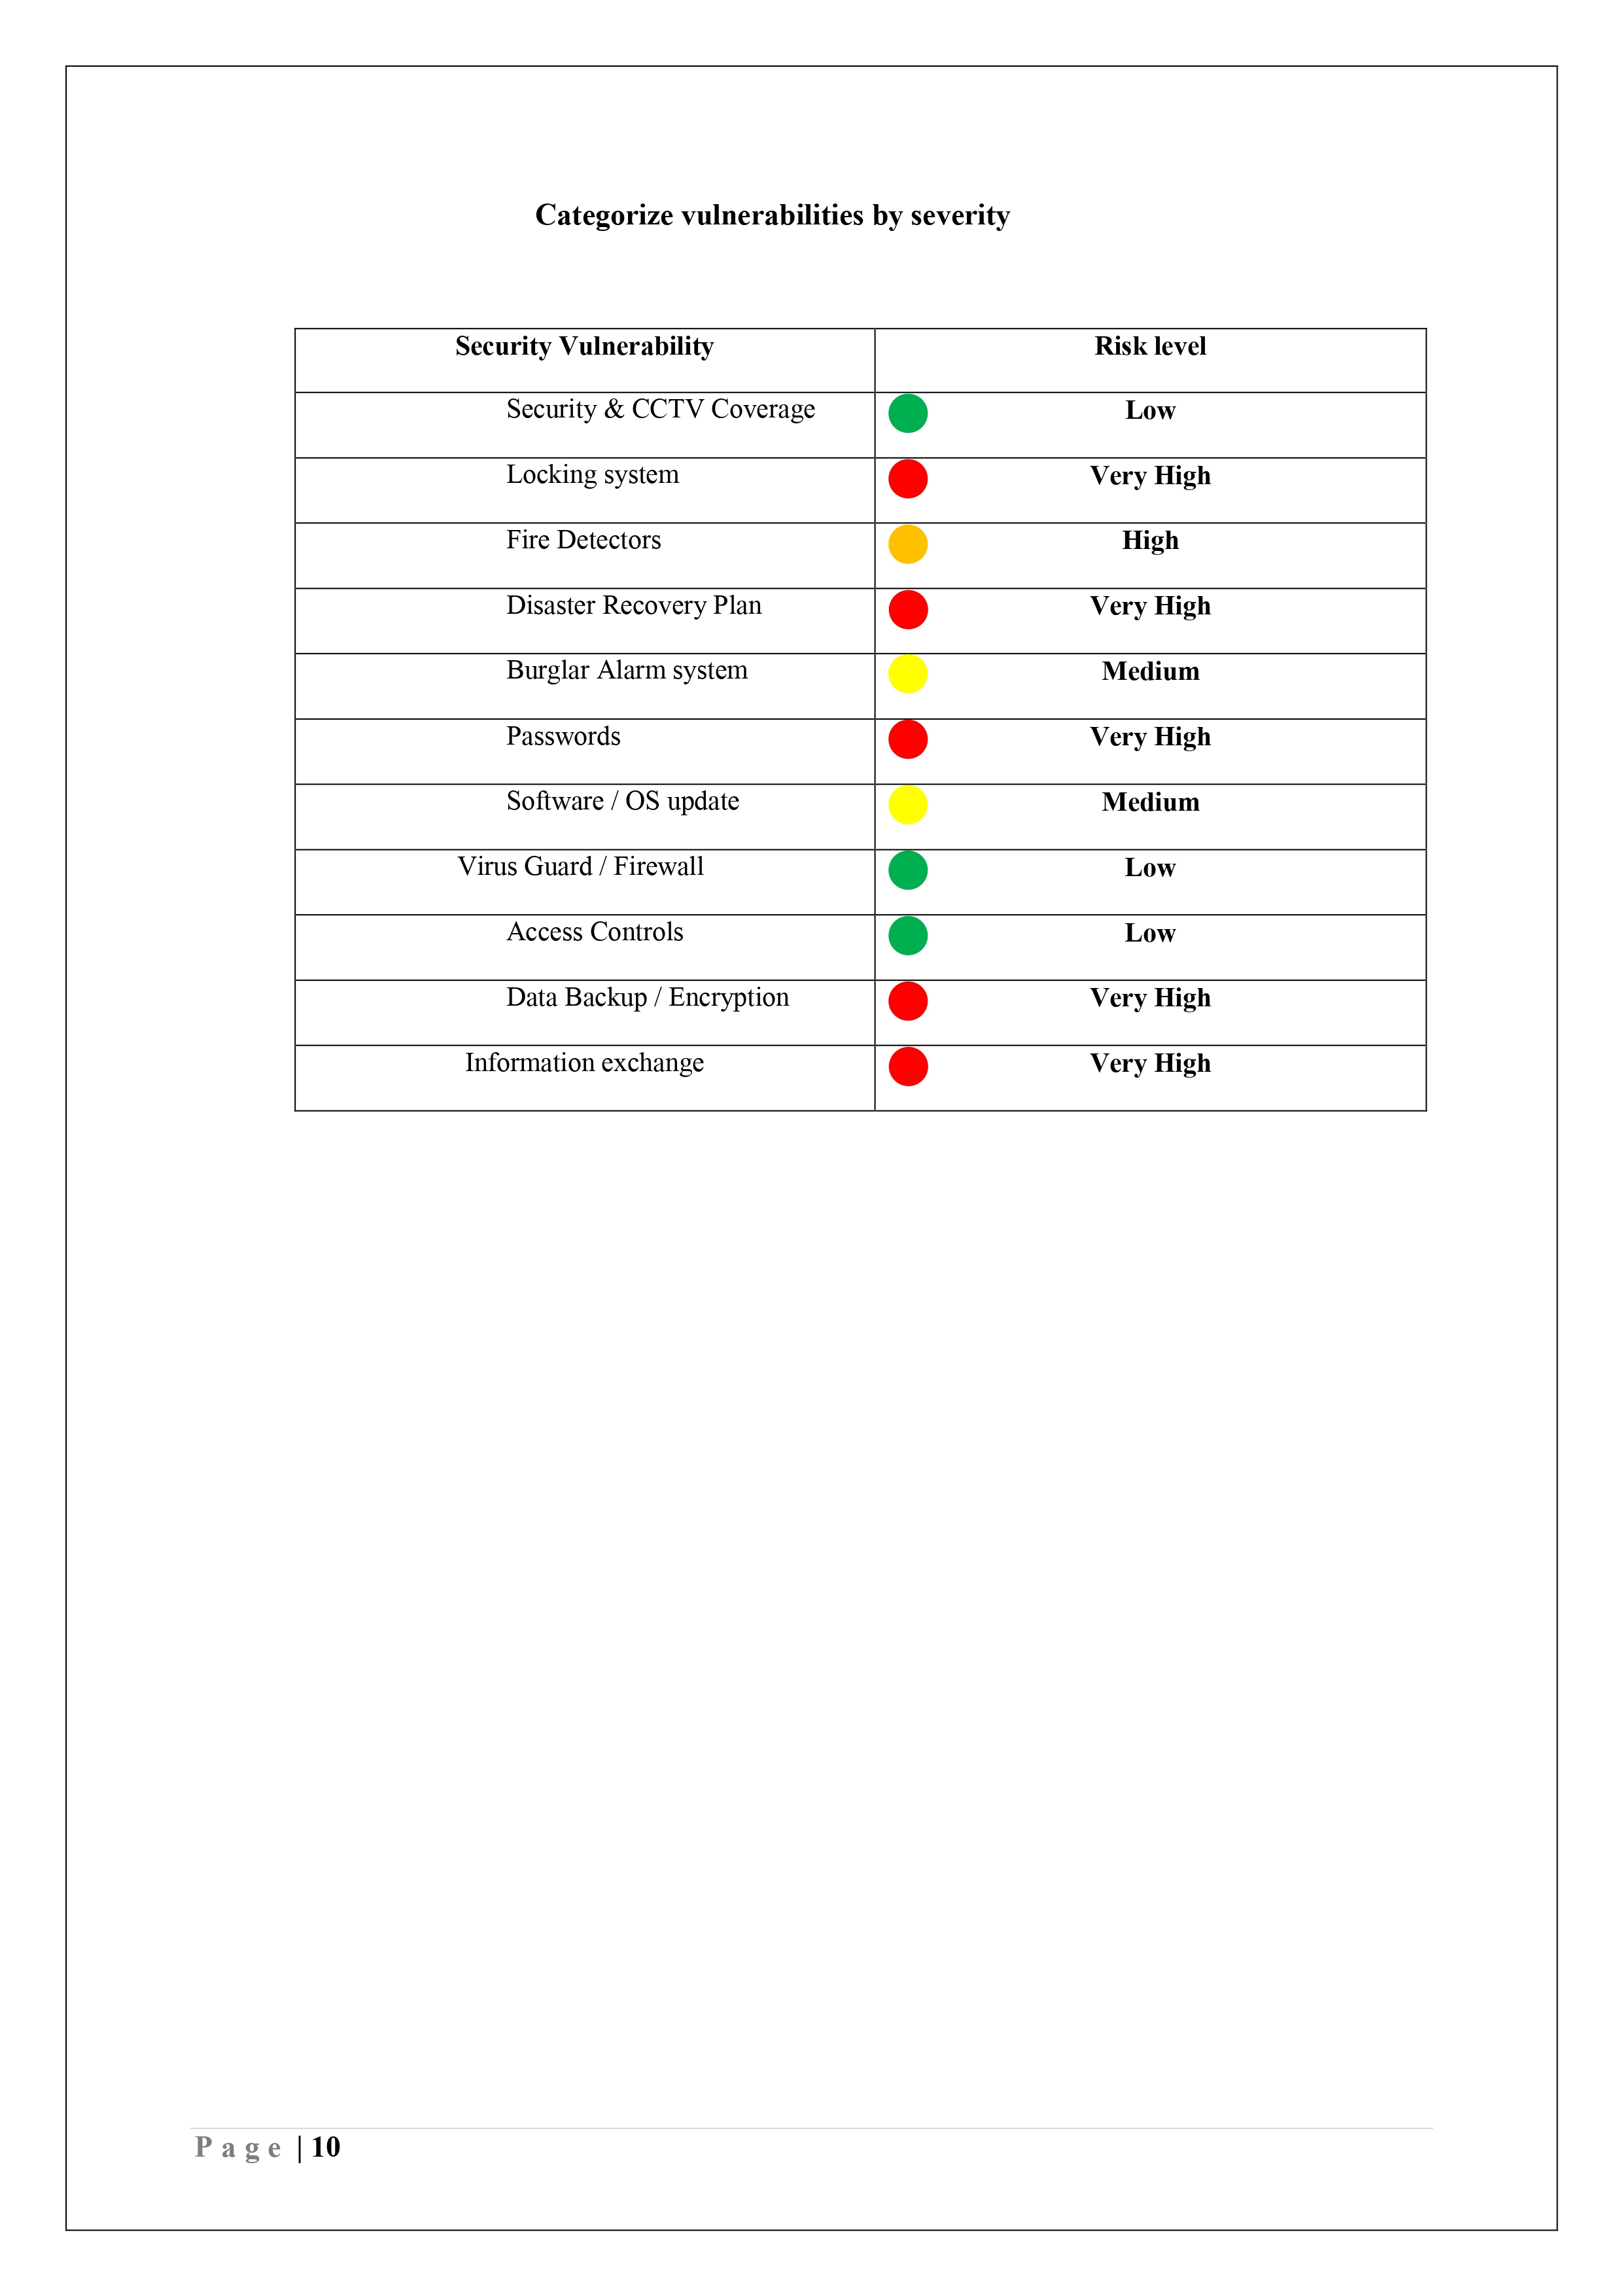 Categorize vulnerabilities by severity
Security Vulnerability Risk level
Security & CCTV Coverage Low
Locking system Very High
Fire Detectors High
Disaster Recovery Plan Very High
Burglar Alarm system Medium
Passwords Very High
Software / OS update Medium
Virus Guard / Firewall Low
Access Controls Low
Data Backup / Encryption Very High
Information exchange Very High
Page | 10